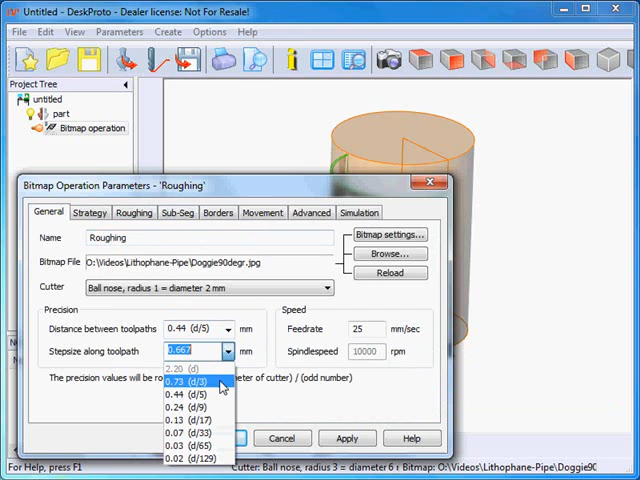 Untitled - DeskProto - Dealer license: Not For Resale!
File Edit View Parameters Create Options Help
Project Tree
untitled
part
Bitmap operation
Bitmap Operation Parameters - 'Roughing'
General Strategy Roughing Sub-Seg Borders Movement Advanced Simulation
Name Roughing Bitmap settings...
Bitmap File O:\Videos\Lithophane-Pipe\Doggie90degr.jpg Browse...
Reload
Cutter Ball nose, radius 1 = diameter 2 mm
Precision Speed
Distance between toolpaths 0.44 (d/5) mm Feedrate 25 mm/sec
Stepsize along toolpath 0.667 mm Spindlespeed 10000 rpm
2.20 (d)
The precision values will be ro 0.73 (d/3) meter of cutter) / (odd number)
0.44 (d/5)
0.24 (d/9)
0.13 (d/17)
0.07 (d/33)
0.03 (d/65)
0.02 (d/129)
Cancel Apply Help
For Help, press F1 Cutter: Ball nose, radius 3 = diameter 6 Bitmap: O:\Videos\Lithophane-Pipe\Doggie